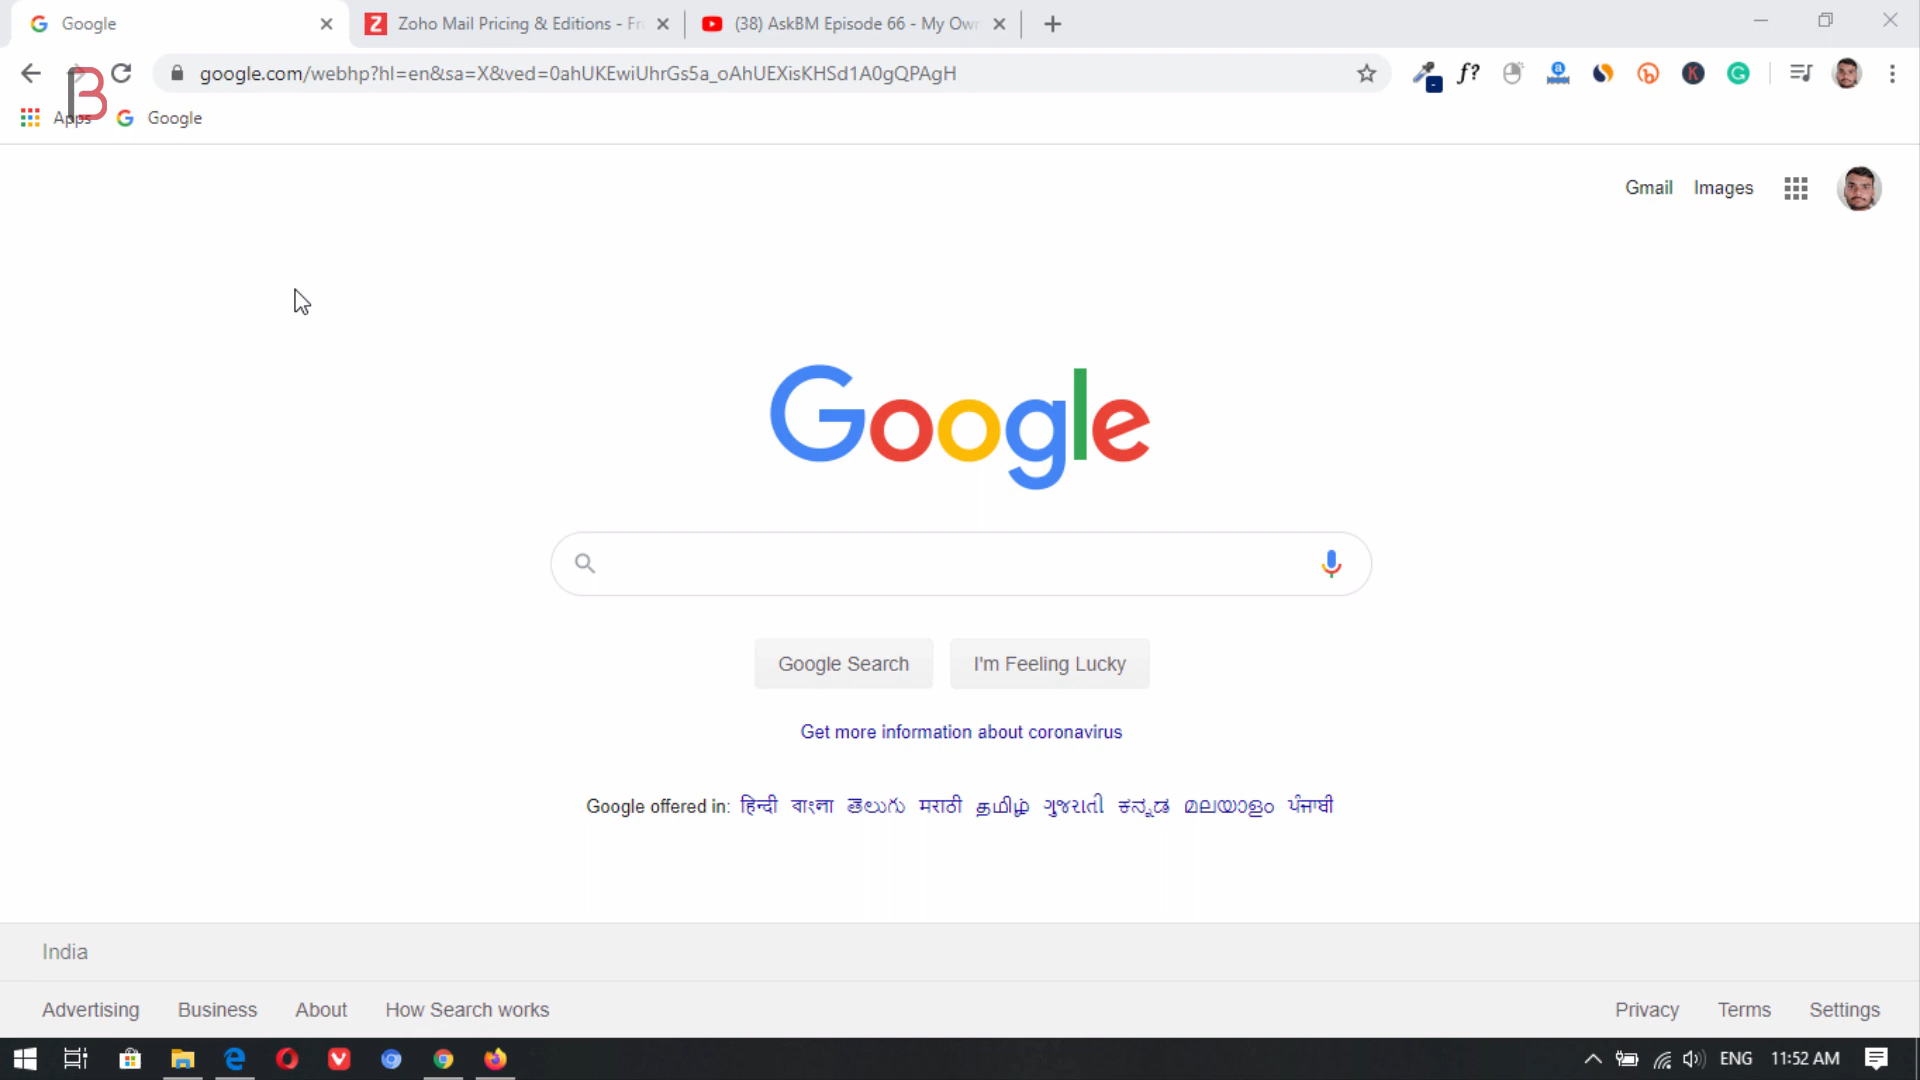 Google
Zoho Mail Pricing & Editions - Fr
(38) AskBM Episode 66 - My Own
google.com/webhp?hl=en&sa=X&ved=0ahUKEwiUhrGs5a_oAhUEXisKHSd1A0gQPAgH
f?
Apps
Google
Gmail
Images
Google
Google Search
I'm Feeling Lucky
Get more information about coronavirus
Google offered in: हिन्दी বাংলা తెలుగు मराठी தமிழ் ગુજરાતી ಕನ್ನಡ മലയാളം ਪੰਜਾਬੀ
India
Advertising Business About How Search works
Privacy Terms Settings
ENG 11:52 AM